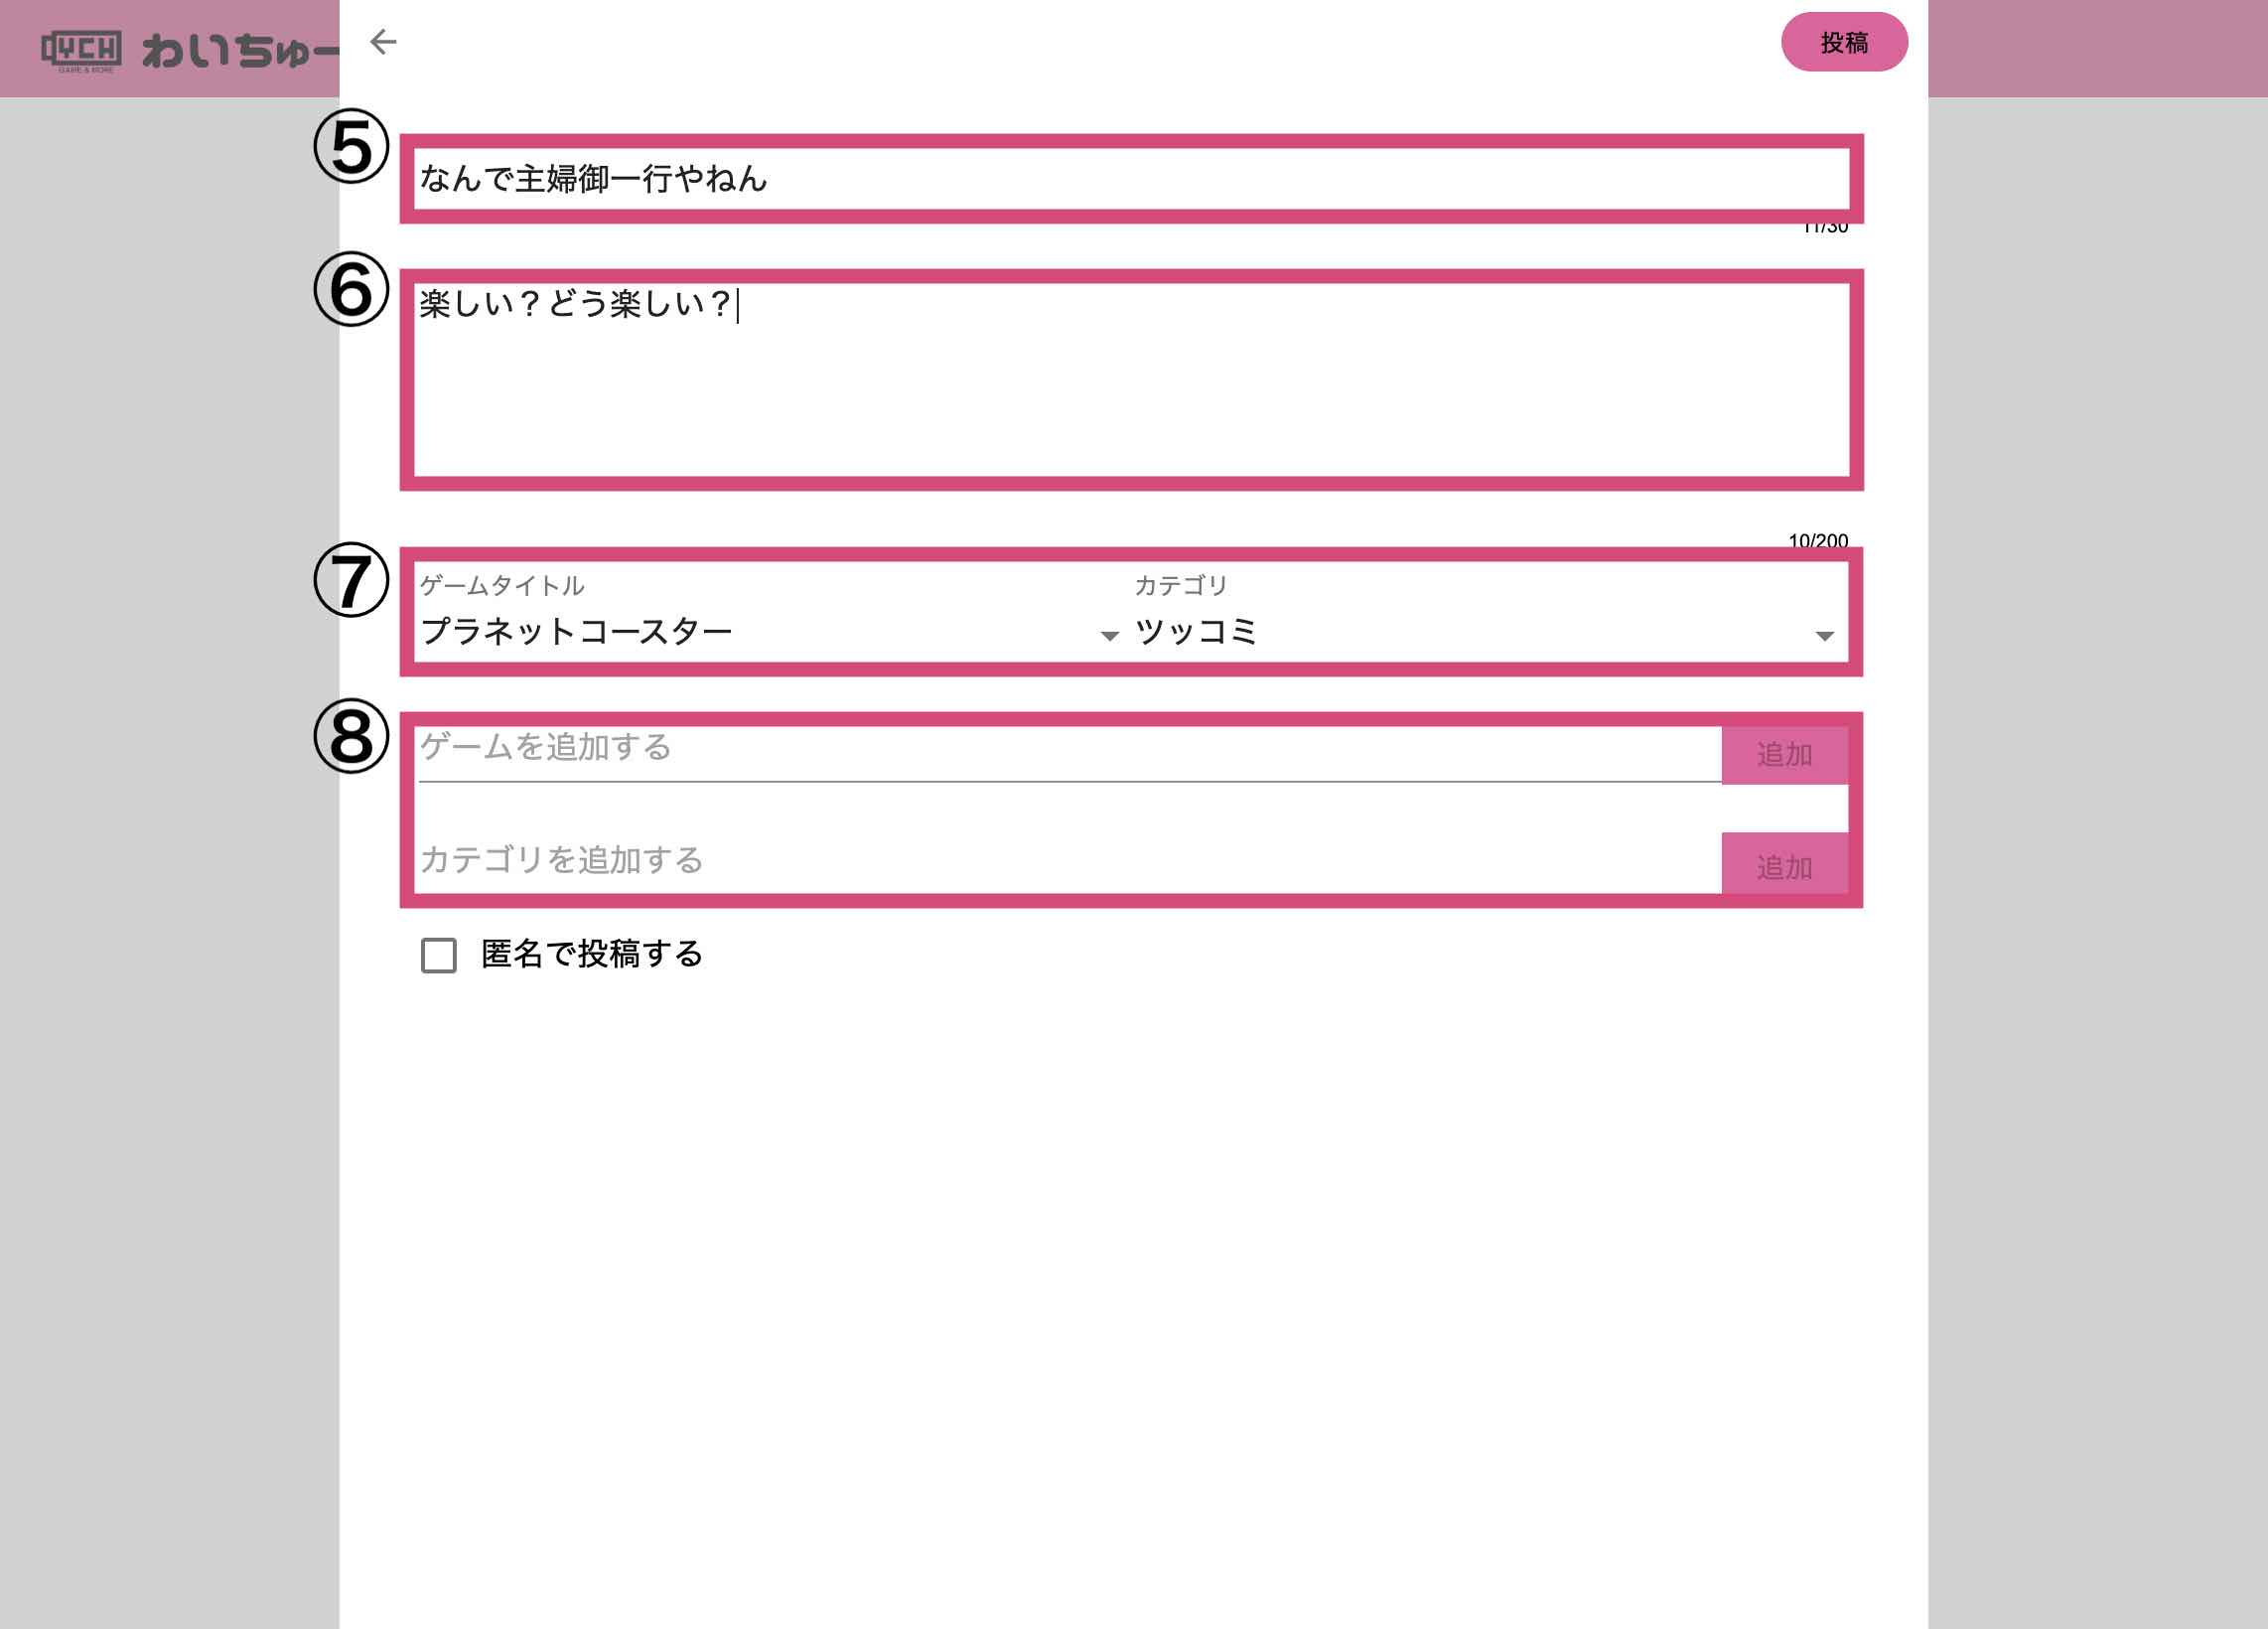 YCH
GAME & MORE
わいちゅー
投稿
⑤
なんで主婦御一行やねん
11/30
⑥
楽しい？どう楽しい？
10/200
⑦
ゲームタイトル
カテゴリ
プラネットコースター
ツッコミ
⑧
ゲームを追加する
追加
カテゴリを追加する
追加
匿名で投稿する